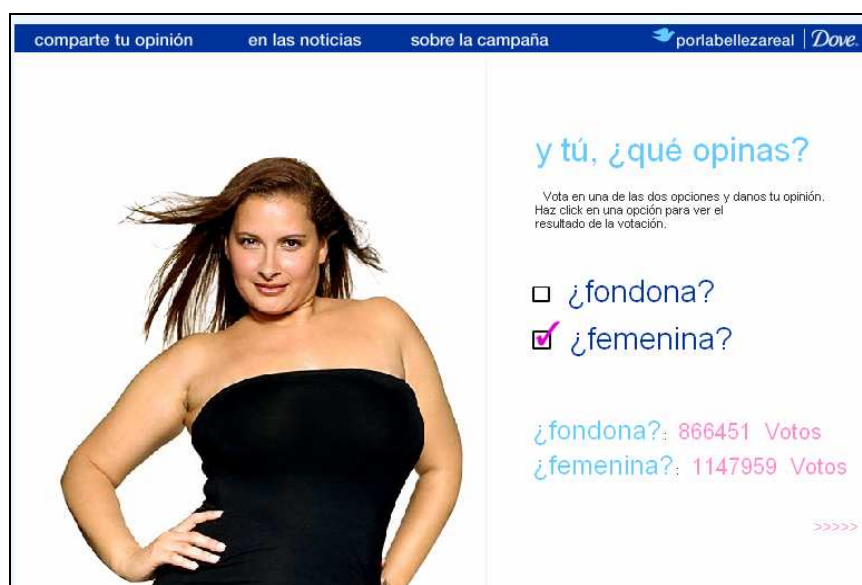 comparte tu opinión en las noticias sobre la campaña porlabellezareal | Dove.
y tú, ¿qué opinas?
Vota en una de las dos opciones y danos tu opinión.
Haz click en una opción para ver el
resultado de la votación.
¿fondona?
¿femenina?
¿fondona?: 866451 Votos
¿femenina?: 1147959 Votos
>>>>>